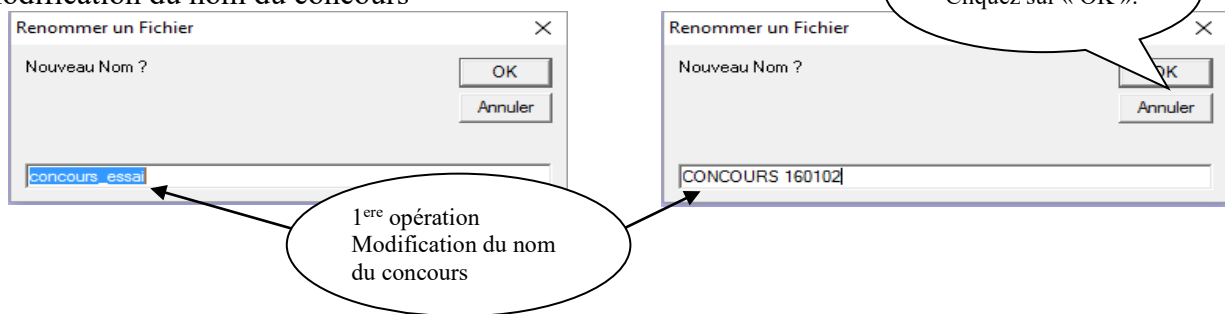 odification du nom du concours
Cliquez sur « OK ».
Renommer un Fichier
Nouveau Nom ?
OK
Annuler
concours_essai
Renommer un Fichier
Nouveau Nom ?
OK
Annuler
CONCOURS 160102
1ere opération
Modification du nom
du concours